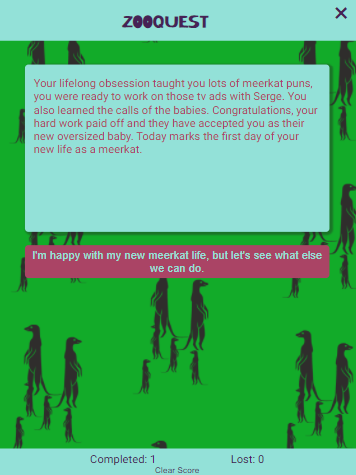 ZOOQUEST
×
Your lifelong obsession taught you lots of meerkat puns,
you were ready to work on those tv ads with Serge. You
also learned the calls of the babies. Congratulations, your
hard work paid off and they have accepted you as their
new oversized baby. Today marks the first day of your
new life as a meerkat.
I'm happy with my new meerkat life, but let's see what else
we can do.
Completed: 1 Lost: 0
Clear Score